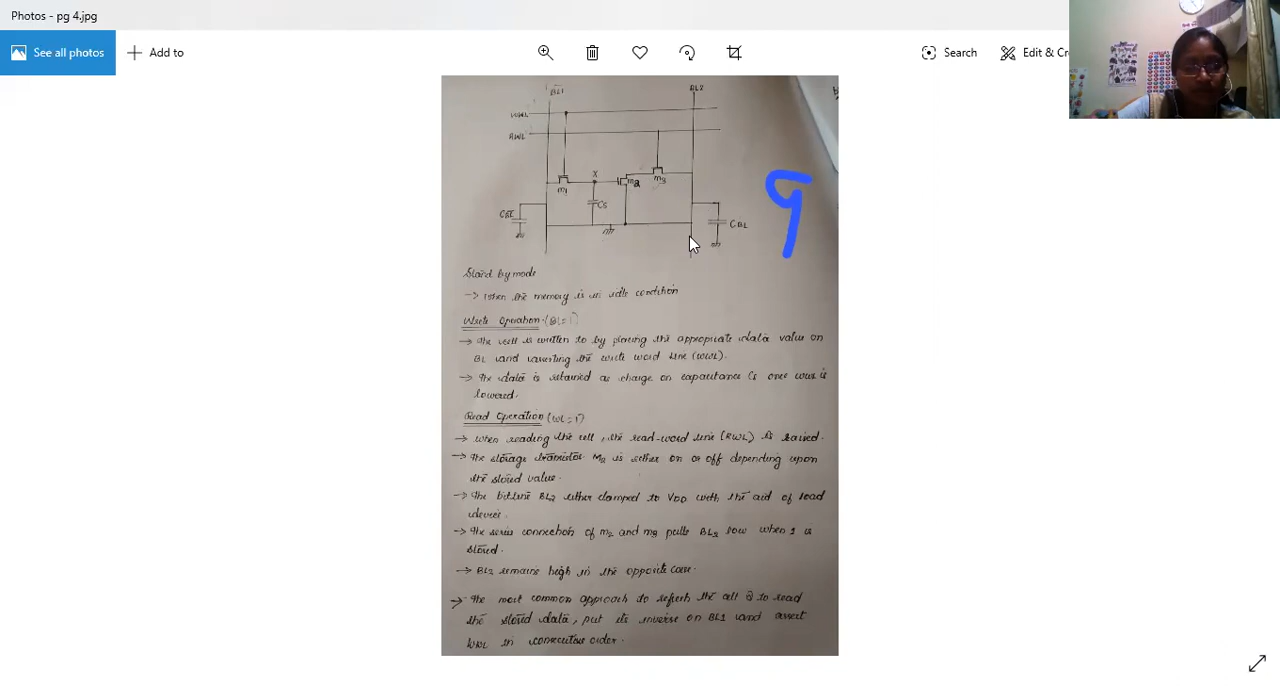 Photos - pg 4.jpg
See all photos
Add to
Search
Edit & Cr
BL1
BL2
WWL
RWL
X
M1
M2
M3
CS
CBL
Stand by mode
→ When the memory is in idle condition
Write Operation (BL=1)
→ The cell is written to by placing the appropriate data value on
BL and asserting the write word line (WWL).
→ The data is retained as charge on capacitance Cs once WWL is
lowered.
Read Operation (WL=1)
→ When reading the cell, the read-word line (RWL) is raised.
→ The storage transistor M2 is either on or off depending upon
the stored value.
→ The bitline BL2 either clamped to VDD with the aid of load
device.
→ The series connection of M2 and M3 pulls BL2 low when 1 is
stored.
→ BL2 remains high in the opposite case.
→ The most common approach to refresh the cell is to read
the stored data, put its inverse on BL1 and assert
WWL in consecutive order.